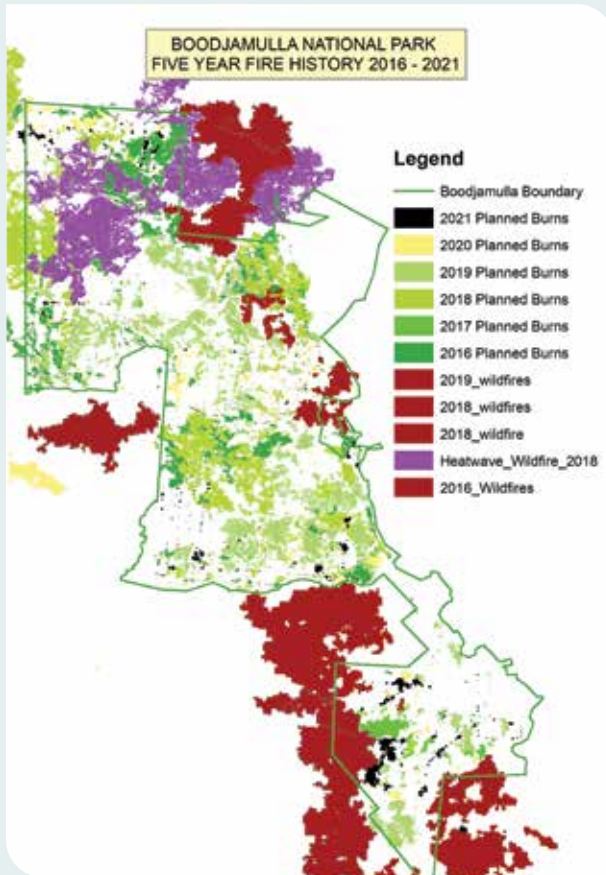 BOODJAMULLA NATIONAL PARK
FIVE YEAR FIRE HISTORY 2016 - 2021
Legend
Boodjamulla Boundary
2021 Planned Burns
2020 Planned Burns
2019 Planned Burns
2018 Planned Burns
2017 Planned Burns
2016 Planned Burns
2019_wildfires
2018_wildfires
2018_wildfire
Heatwave_Wildfire_2018
2016_Wildfires